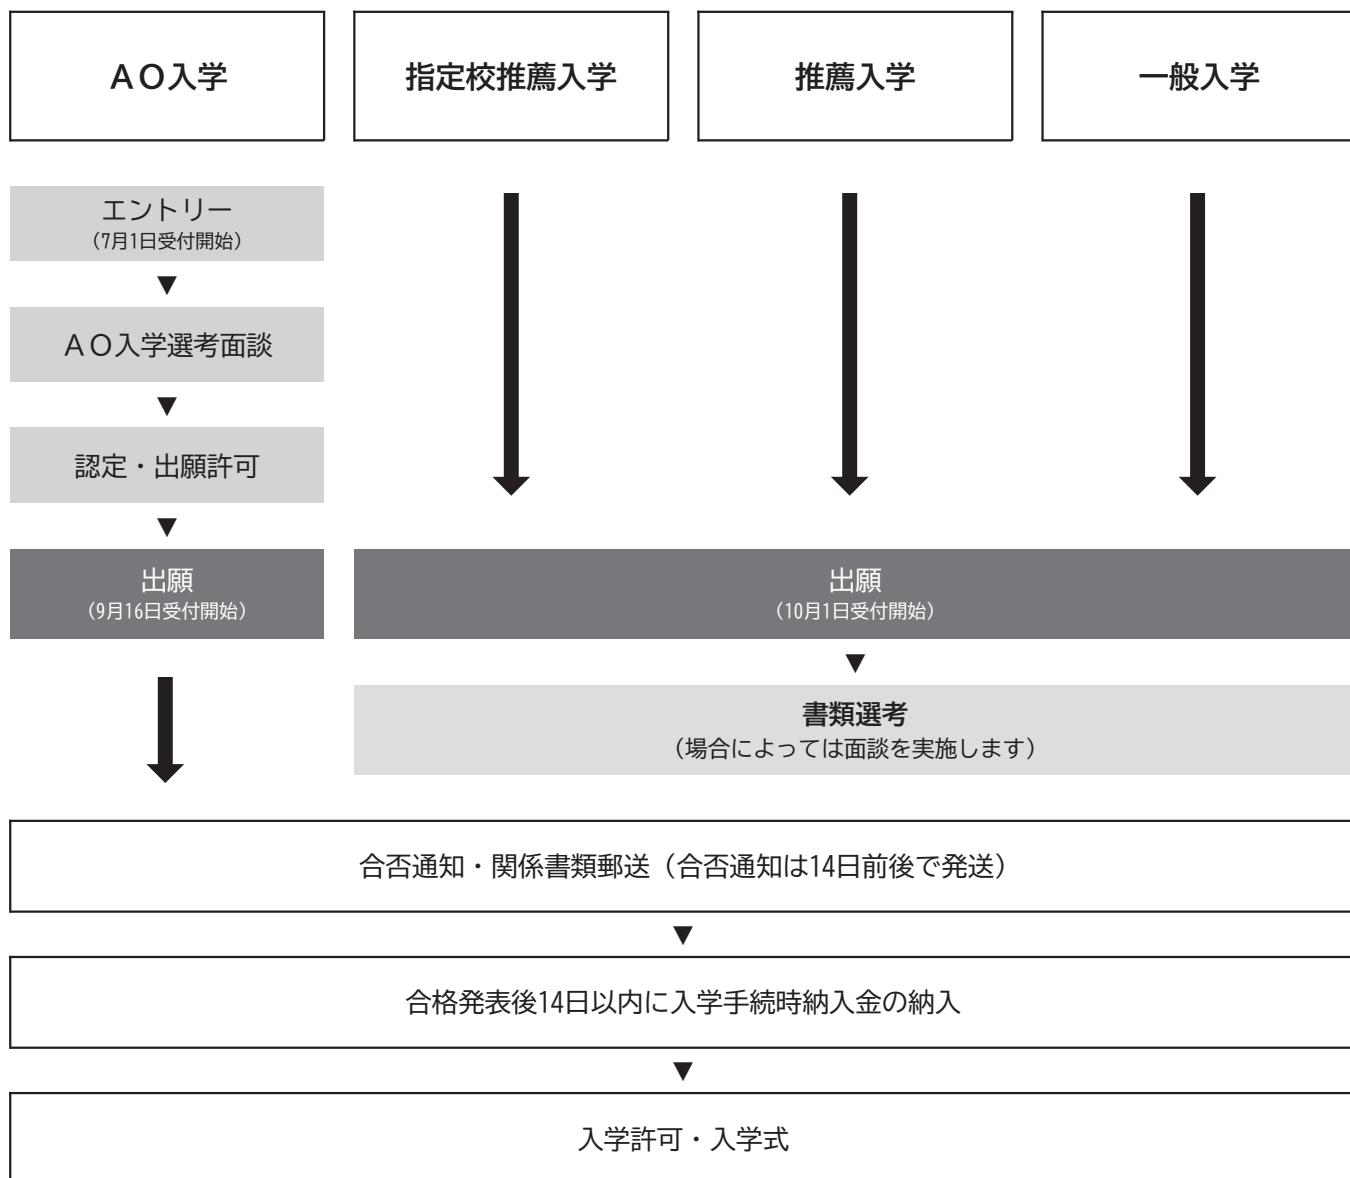 ＡＯ入学
指定校推薦入学
推薦入学
一般入学
エントリー
（7月1日受付開始）
▼
ＡＯ入学選考面談
▼
認定・出願許可
▼
出願
（9月16日受付開始）
出願
（10月1日受付開始）
▼
書類選考
（場合によっては面談を実施します）
合否通知・関係書類郵送（合否通知は14日前後で発送）
▼
合格発表後14日以内に入学手続時納入金の納入
▼
入学許可・入学式